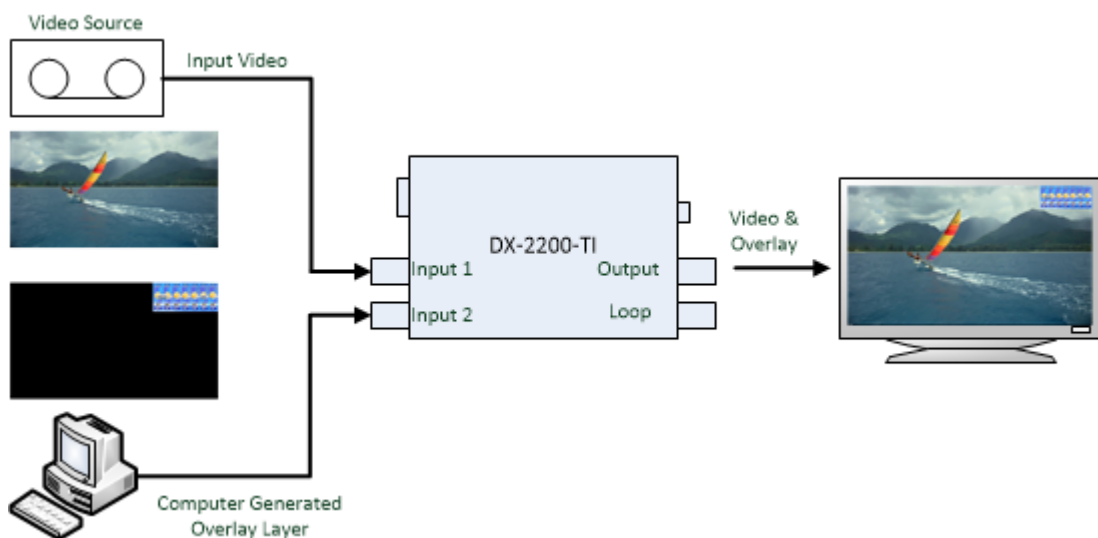 Video Source
Input Video
DX-2200-TI
Input 1
Output
Input 2
Loop
Video &
Overlay
Computer Generated
Overlay Layer